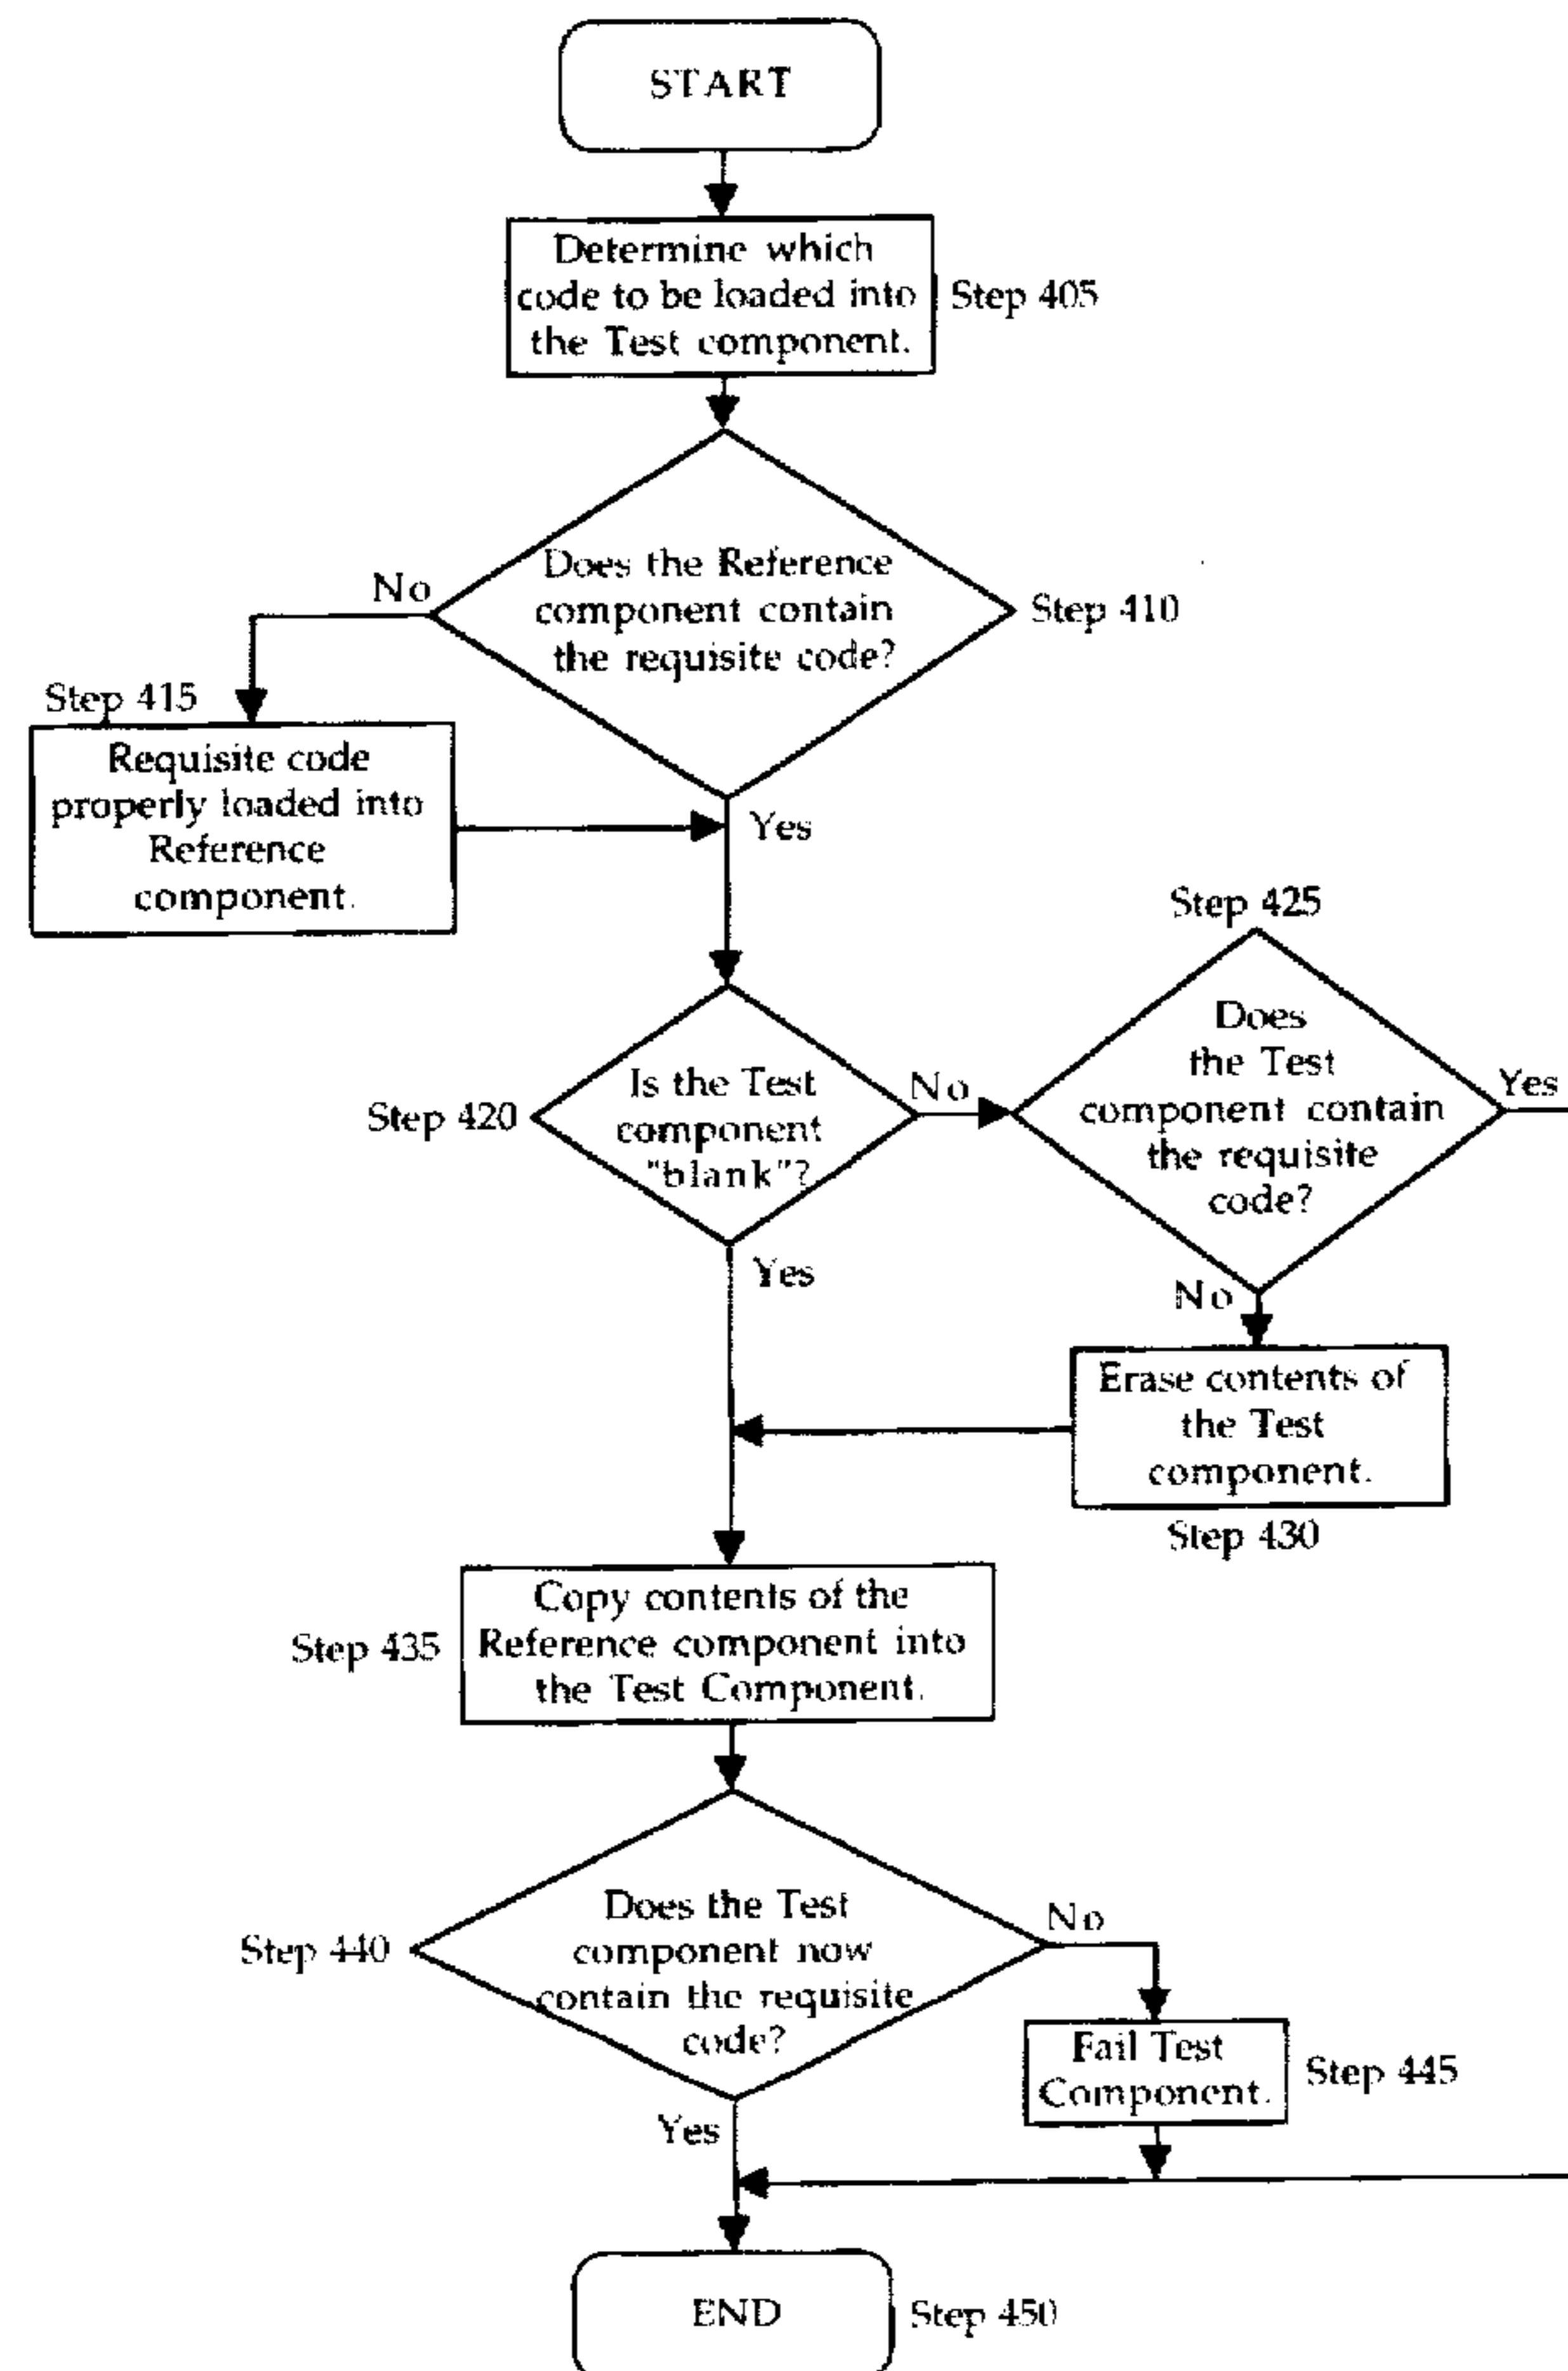 START
Determine which
code to be loaded into
the Test component.
Step 405
Does the Reference
component contain
the requisite code?
No
Step 410
Step 415
Requisite code
properly loaded into
Reference
component.
Yes
Step 425
Does
the Test
component contain
the requisite
code?
Yes
Is the Test
component
"blank"?
No
Step 420
Yes
No
Erase contents of
the Test
component.
Step 430
Copy contents of the
Reference component into
the Test Component.
Step 435
Does the Test
component now
contain the requisite
code?
No
Step 440
Fail Test
Component.
Step 445
Yes
END
Step 450